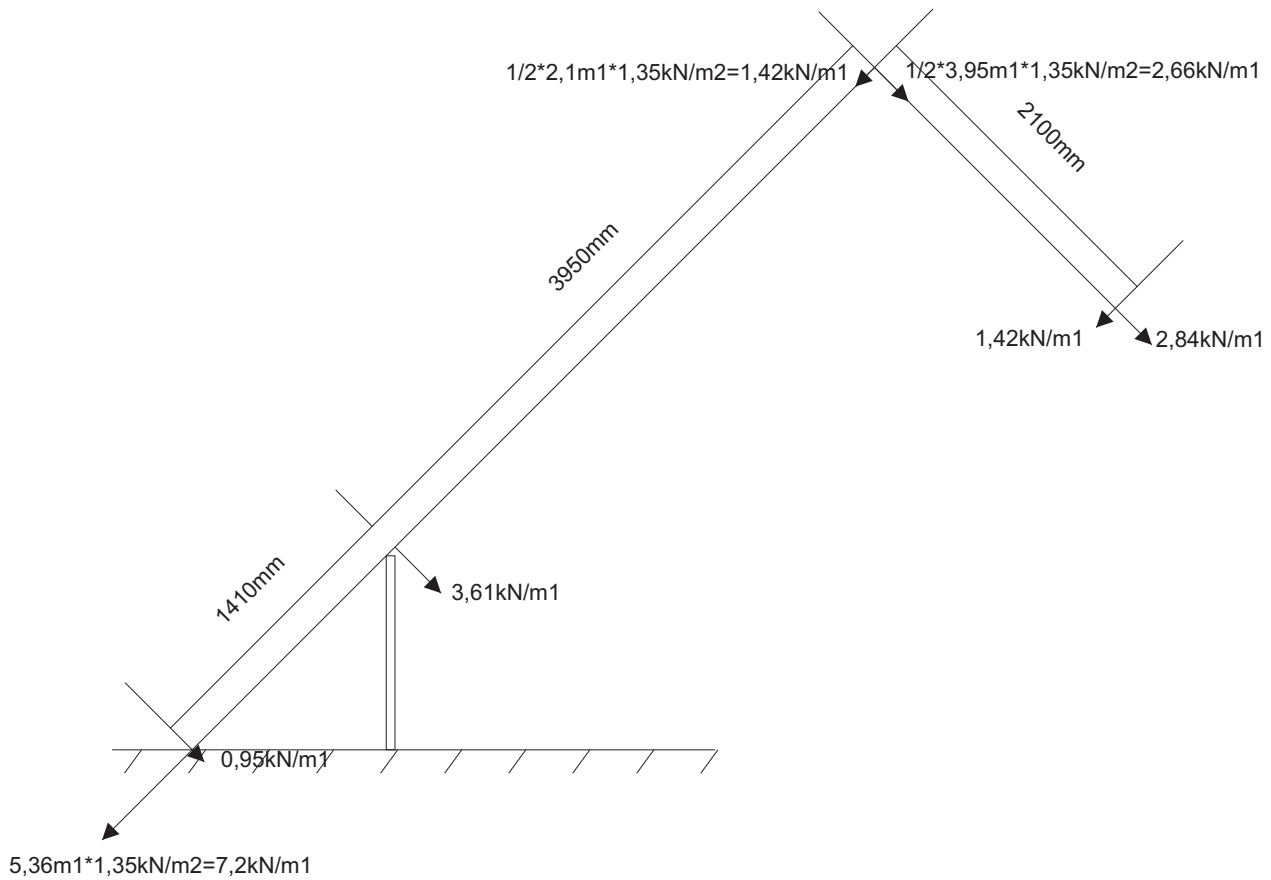 1/2*2,1m1*1,35kN/m2=1,42kN/m1
1/2*3,95m1*1,35kN/m2=2,66kN/m1
2100mm
3950mm
1,42kN/m1
2,84kN/m1
1410mm
3,61kN/m1
0,95kN/m1
5,36m1*1,35kN/m2=7,2kN/m1